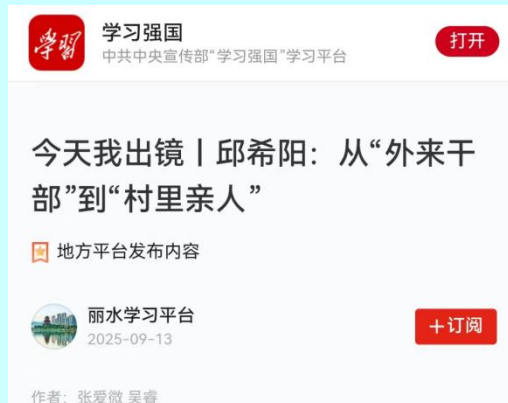 學習
学习强国
中共中央宣传部“学习强国”学习平台
打开
今天我出镜丨邱希阳：从“外来干
部”到“村里亲人”
地方平台发布内容
丽水学习平台
2025-09-13
+订阅
作者：张爱微 吴睿